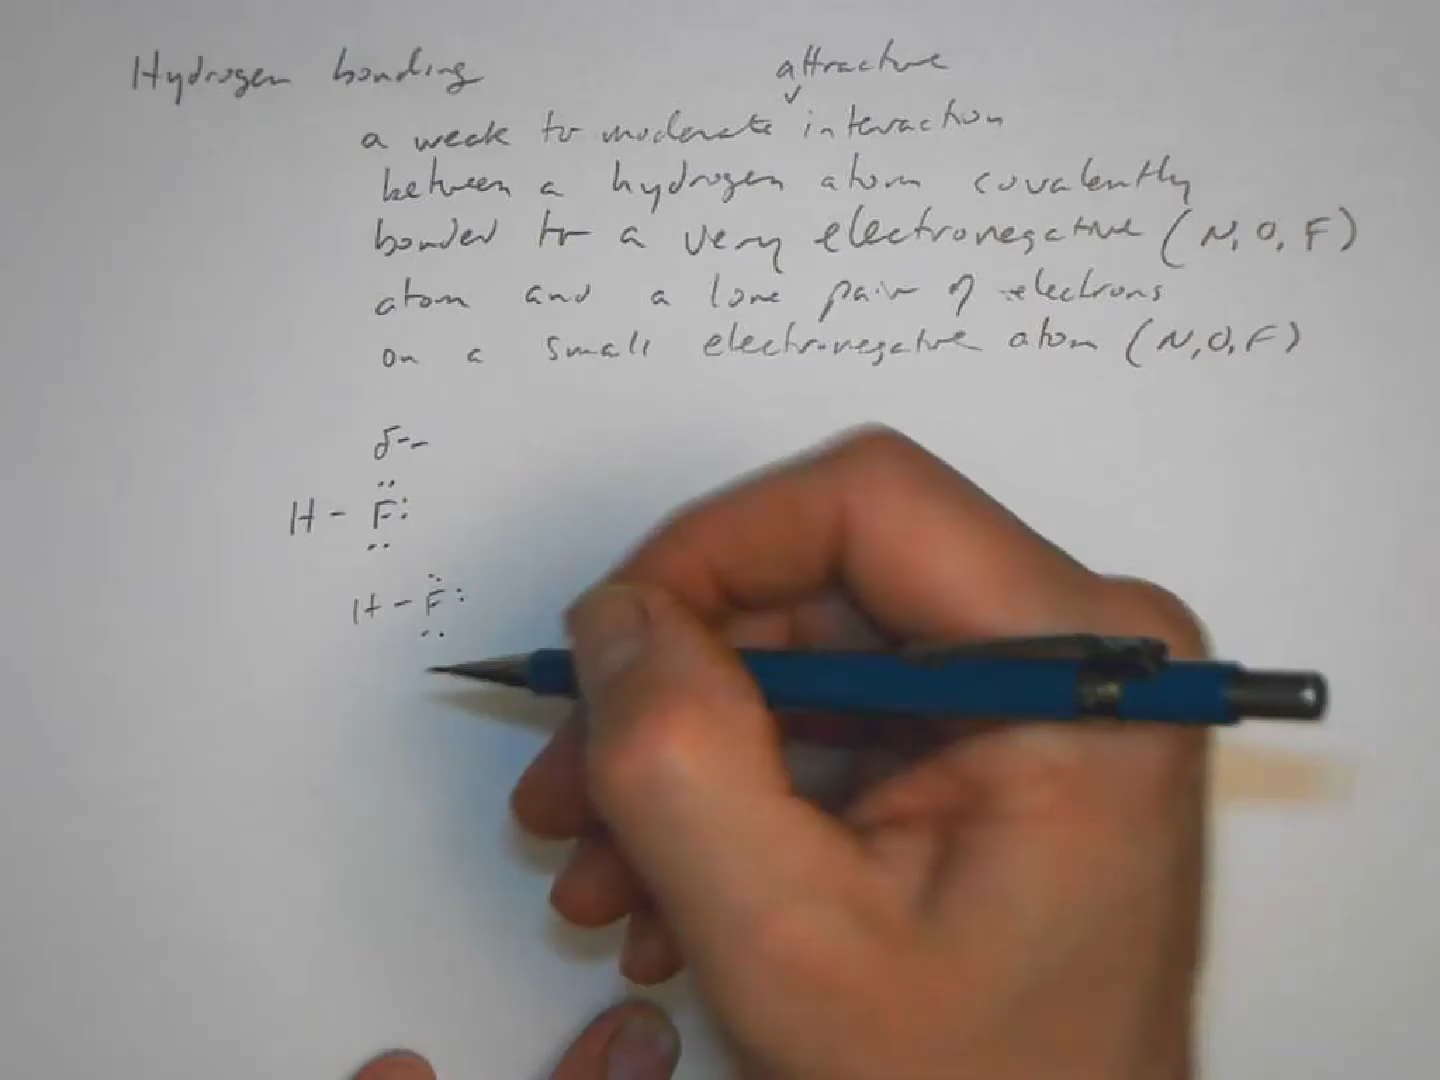 Hydrogen bonding
attractive
a weak to moderate ˅ interaction
between a hydrogen atom covalently
bonded to a very electronegative (N, O, F)
atom and a lone pair of electrons
on a small electronegative atom (N, O, F)
δ--
H - F:
H - F: